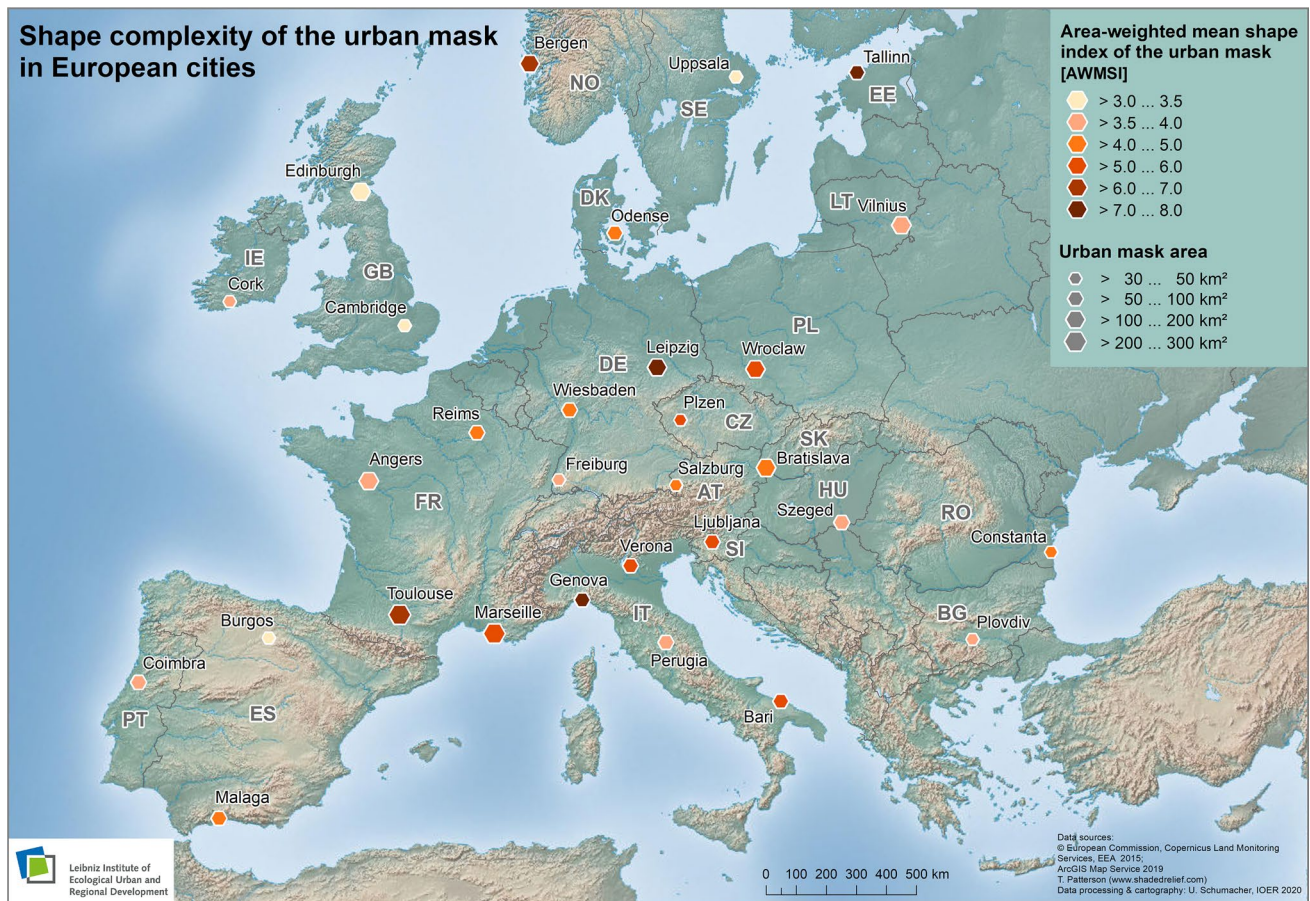 Shape complexity of the urban mask
in European cities
Area-weighted mean shape
index of the urban mask
[AWMSI]
> 3.0 ... 3.5
> 3.5 ... 4.0
> 4.0 ... 5.0
> 5.0 ... 6.0
> 6.0 ... 7.0
> 7.0 ... 8.0
Urban mask area
> 30 ... 50 km²
> 50 ... 100 km²
> 100 ... 200 km²
> 200 ... 300 km²
Bergen
NO
Uppsala
SE
Tallinn
EE
Edinburgh
DK
Odense
LT
Vilnius
IE
Cork
GB
Cambridge
PL
Leipzig
Wroclaw
DE
Wiesbaden
Plzen
CZ
Reims
SK
Angers
Freiburg
Salzburg
Bratislava
AT
HU
FR
Szeged
RO
Ljubljana
SI
Constanta
Verona
Genova
Toulouse
Marseille
IT
BG
Plovdiv
Burgos
Coimbra
Perugia
PT
ES
Bari
Malaga
Leibniz Institute of
Ecological Urban and
Regional Development
0 100 200 300 400 500 km
Data sources:
© European Commission, Copernicus Land Monitoring
Services, EEA 2015;
ArcGIS Map Service 2019
T. Patterson (www.shadedrelief.com)
Data processing & cartography: U. Schumacher, IOER 2020